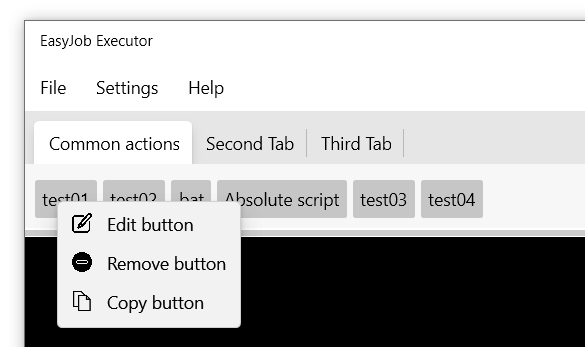 EasyJob Executor
File Settings Help
Common actions Second Tab Third Tab
test01 test02 bat Absolute script test03 test04
Edit button
Remove button
Copy button